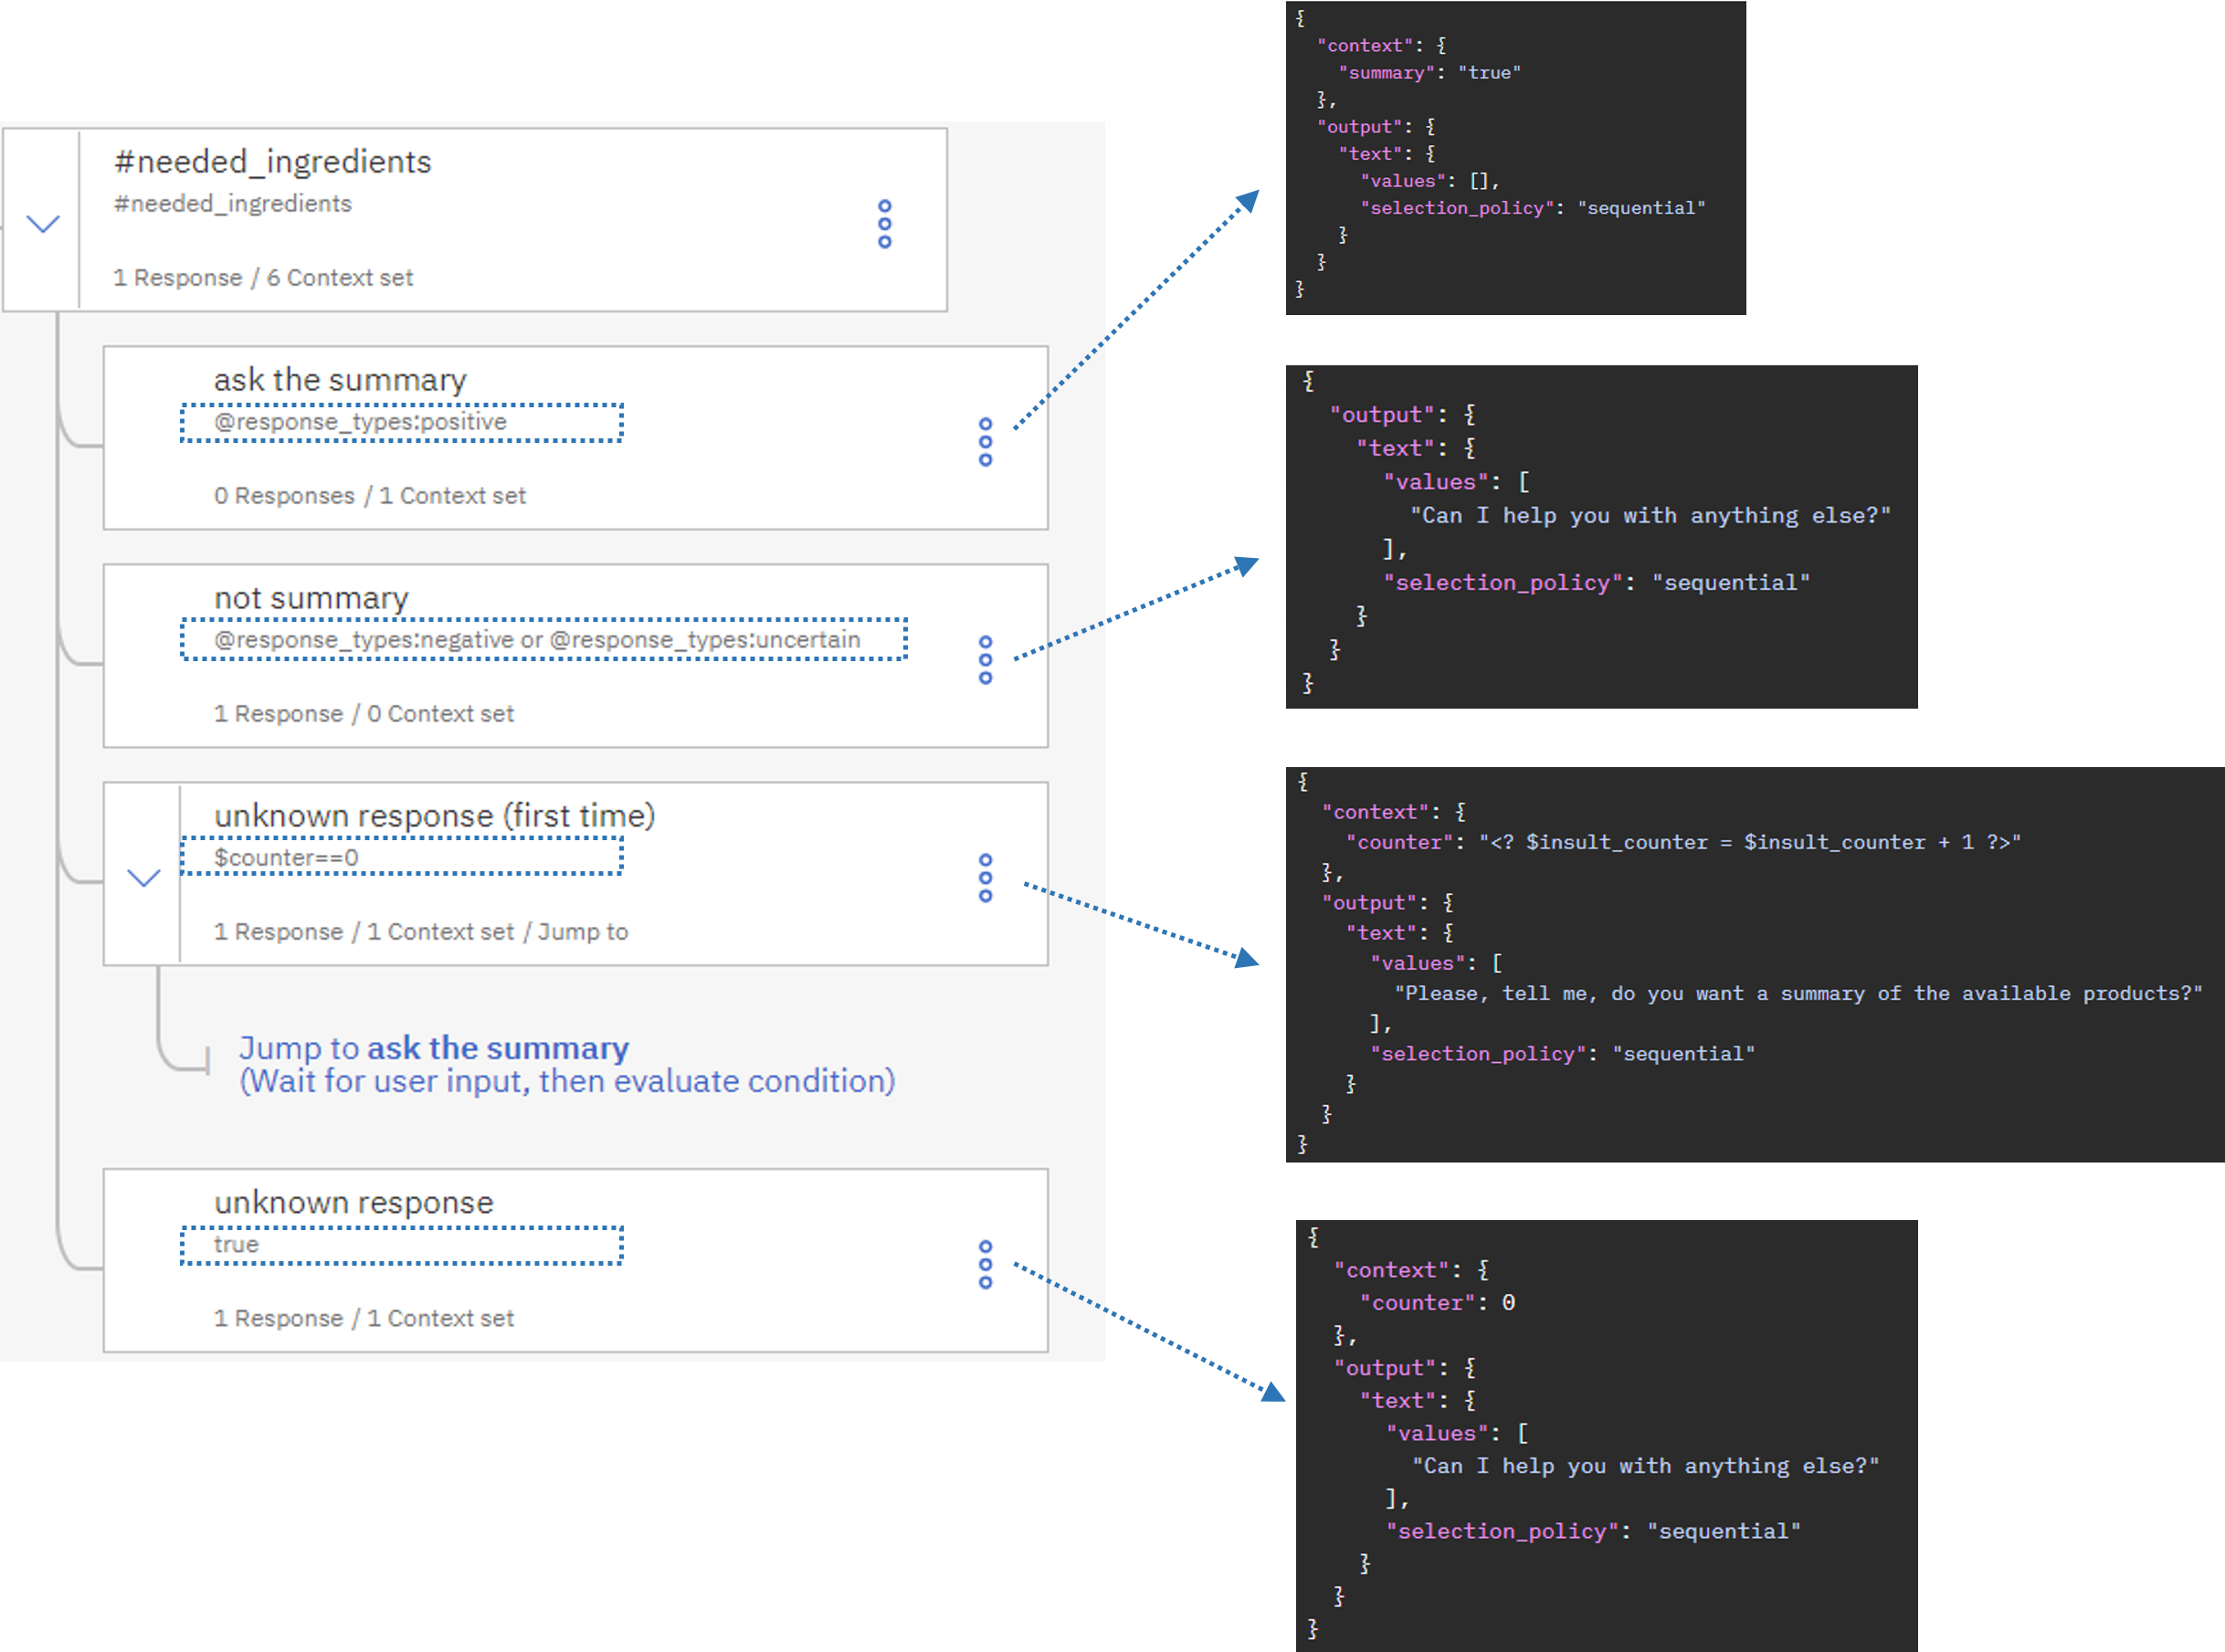 #needed_ingredients
#needed_ingredients
1 Response / 6 Context set
ask the summary
@response_types:positive
0 Responses / 1 Context set
not summary
@response_types:negative or @response_types:uncertain
1 Response / 0 Context set
unknown response (first time)
$counter==0
1 Response / 1 Context set / Jump to
Jump to ask the summary
(Wait for user input, then evaluate condition)
unknown response
true
1 Response / 1 Context set
{
"context": {
"summary": "true"
},
"output": {
"text": {
"values": [],
"selection_policy": "sequential"
}
}
}
{
"output": {
"text": {
"values": [
"Can I help you with anything else?"
],
"selection_policy": "sequential"
}
}
}
{
"context": {
"counter": "<? $insult_counter = $insult_counter + 1 ?>"
},
"output": {
"text": {
"values": [
"Please, tell me, do you want a summary of the available products?"
],
"selection_policy": "sequential"
}
}
}
{
"context": {
"counter": 0
},
"output": {
"text": {
"values": [
"Can I help you with anything else?"
],
"selection_policy": "sequential"
}
}
}